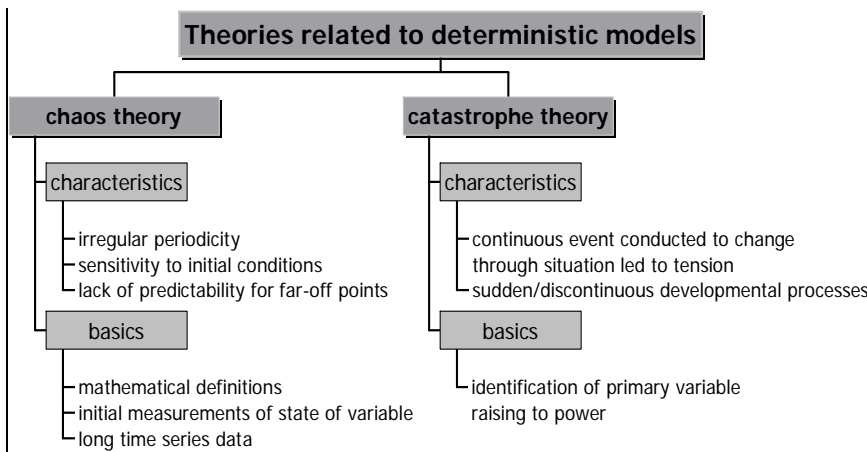 Theories related to deterministic models
chaos theory
characteristics
irregular periodicity
sensitivity to initial conditions
lack of predictability for far-off points
basics
mathematical definitions
initial measurements of state of variable
long time series data
catastrophe theory
characteristics
continuous event conducted to change
through situation led to tension
sudden/discontinuous developmental processes
basics
identification of primary variable
raising to power